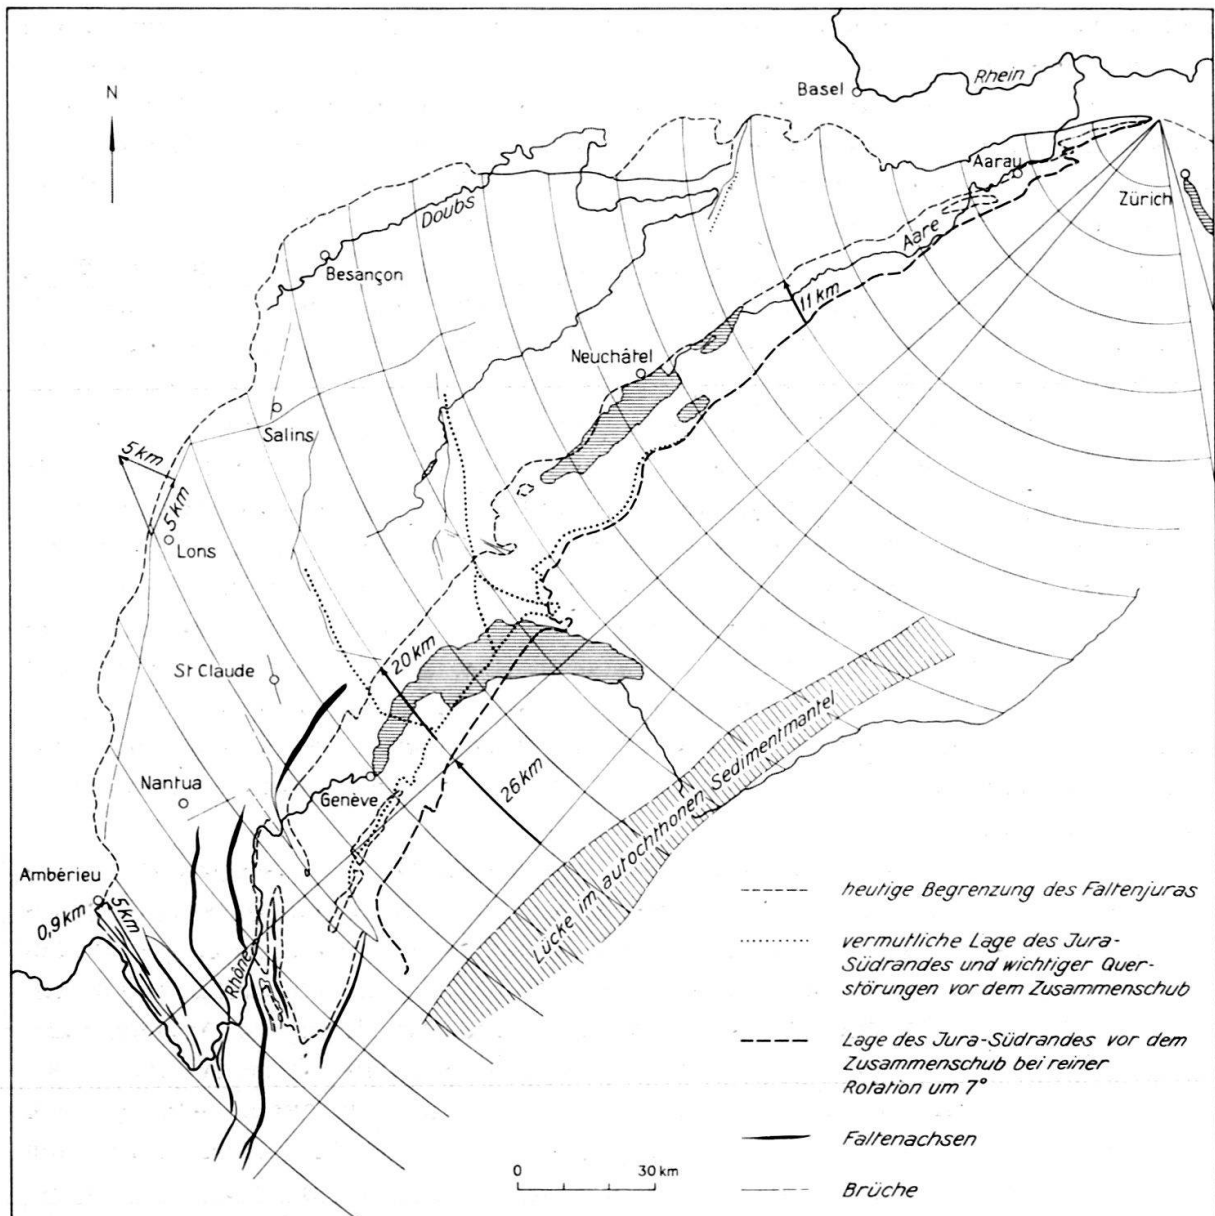 N
Basel
Rhein
Aarau
Zürich
Doubs
Aare
Besançon
11 km
Neuchâtel
Salins
5 km
5 km
Lons
20 km
St Claude
26 km
Nantua
Genève
Lücke im autochthonen Sedimentmantel
Ambérieu
0,9 km
5 km
Rhône
?
heutige Begrenzung des Faltenjuras
vermutliche Lage des Jura-
Südrandes und wichtiger Quer-
störungen vor dem Zusammenschub
Lage des Jura-Südrandes vor dem
Zusammenschub bei reiner
Rotation um 7°
Faltenachsen
Brüche
0 30 km